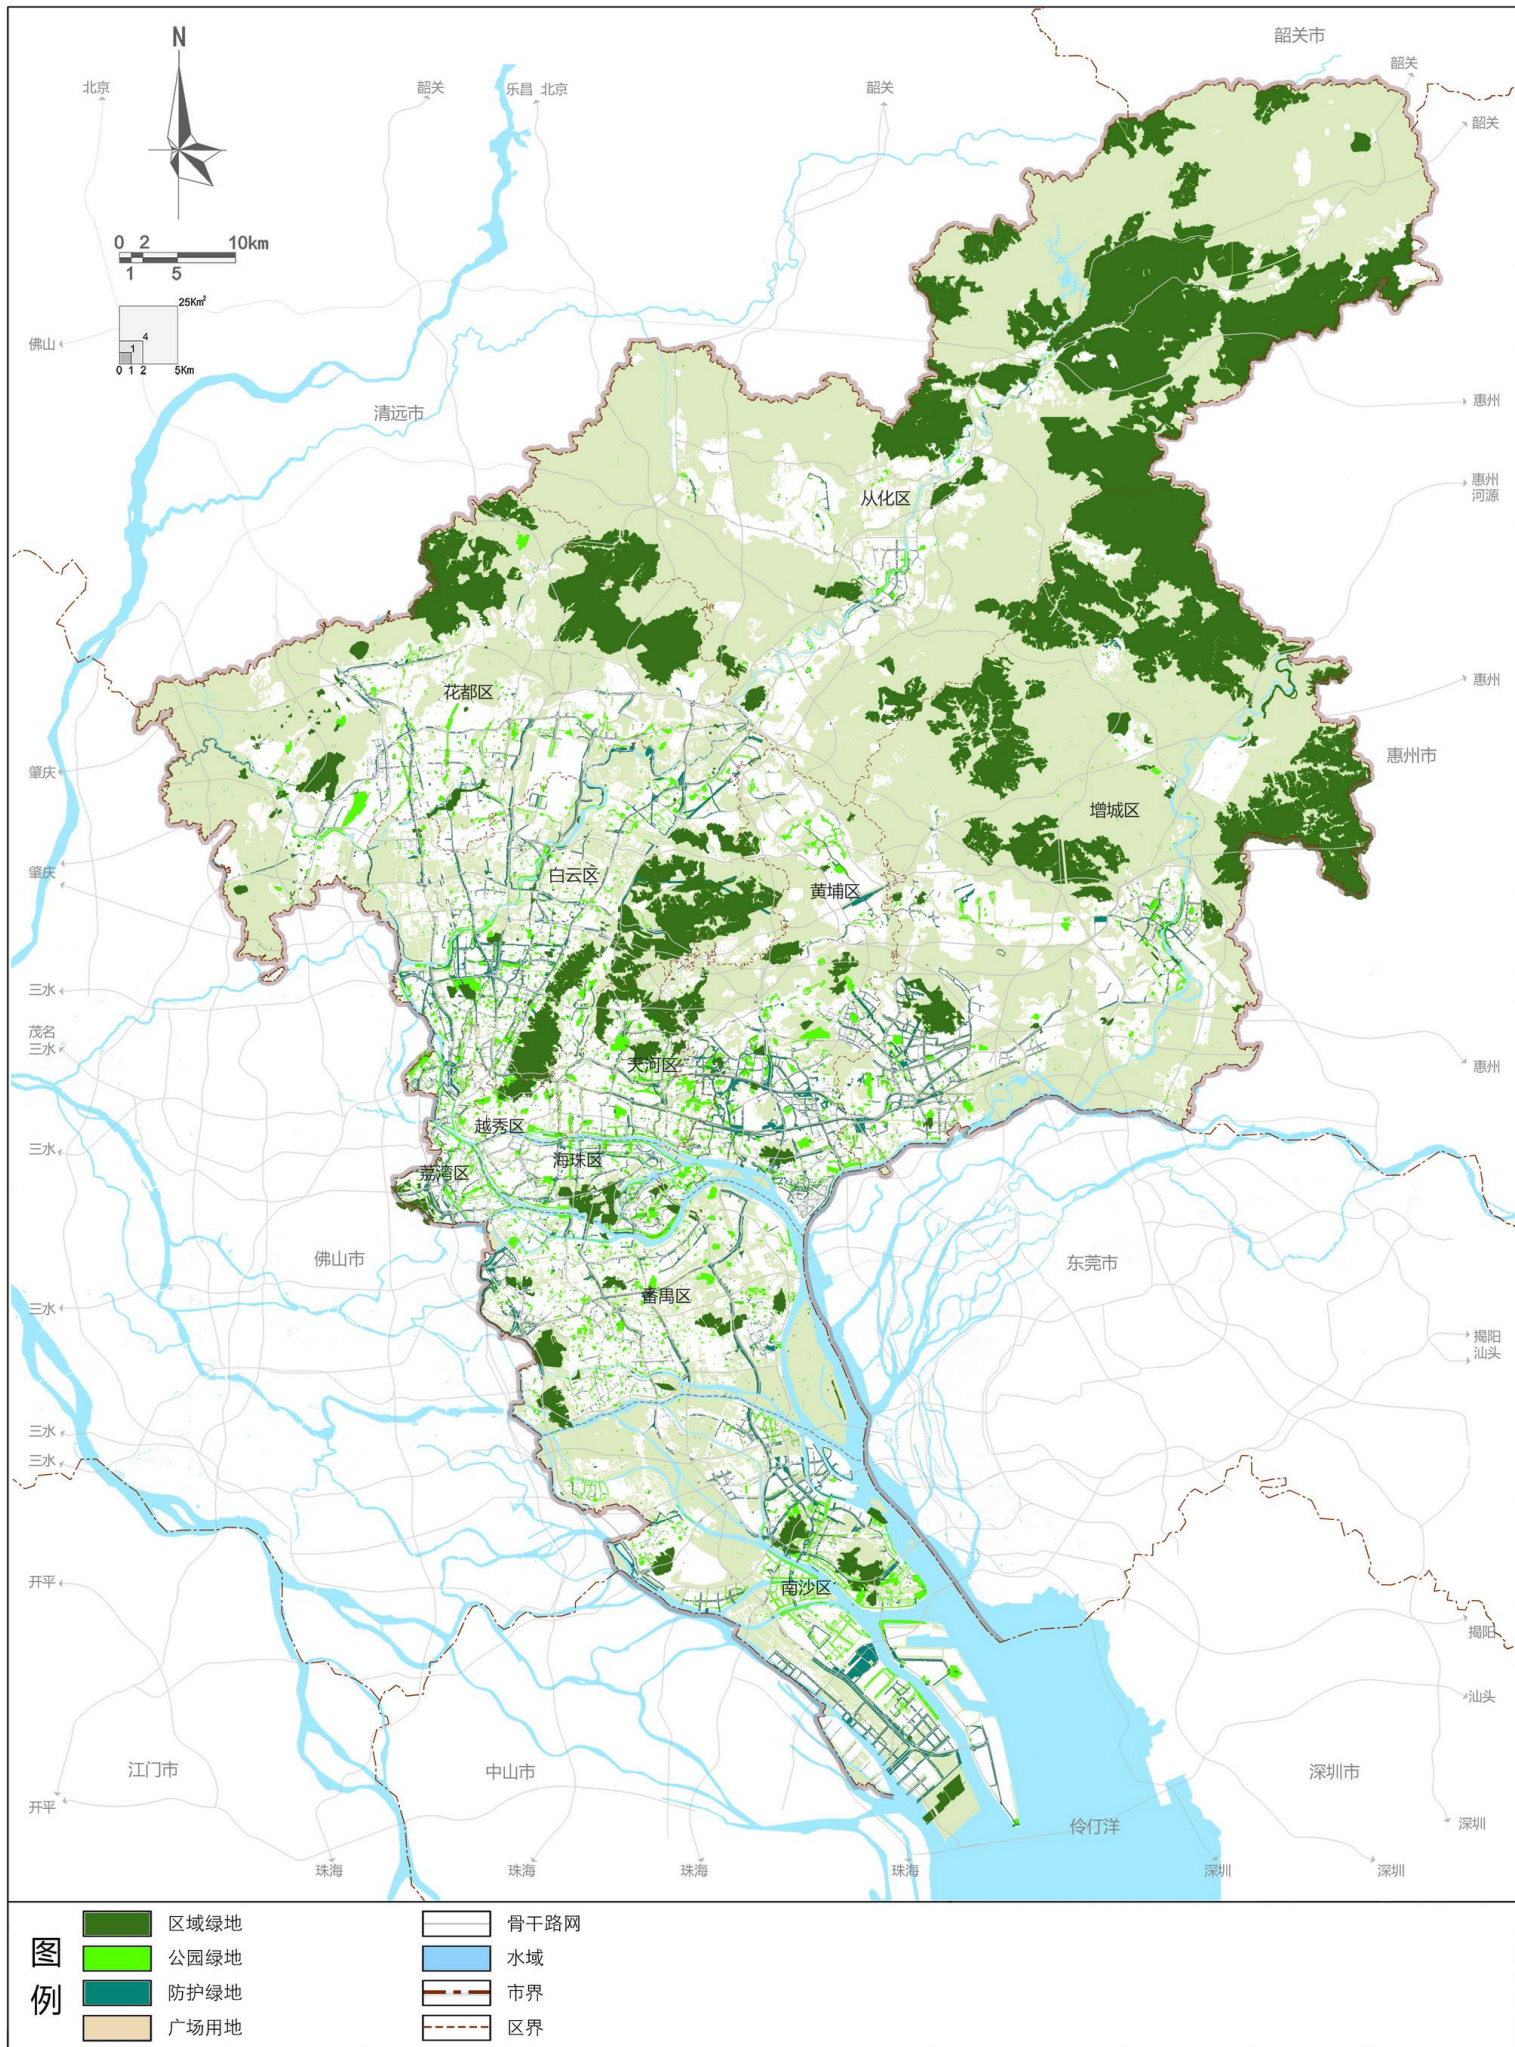 N
韶关市
北京
韶关
乐昌 北京
韶关
韶关
韶关
0 2 10km
1 5
25Km²
4
1
0 1 2 5Km
佛山
清远市
惠州
从化区
惠州
河源
花都区
惠州
惠州市
肇庆
增城区
肇庆
白云区
黄埔区
三水
茂名
三水
天河区
惠州
越秀区
三水
海珠区
荔湾区
佛山市
东莞市
番禺区
三水
揭阳
汕头
三水
三水
开平
南沙区
揭阳
汕头
江门市
中山市
深圳市
开平
伶仃洋
深圳
珠海
珠海
珠海
珠海
深圳
深圳
图例
区域绿地
公园绿地
防护绿地
广场用地
骨干路网
水域
市界
区界